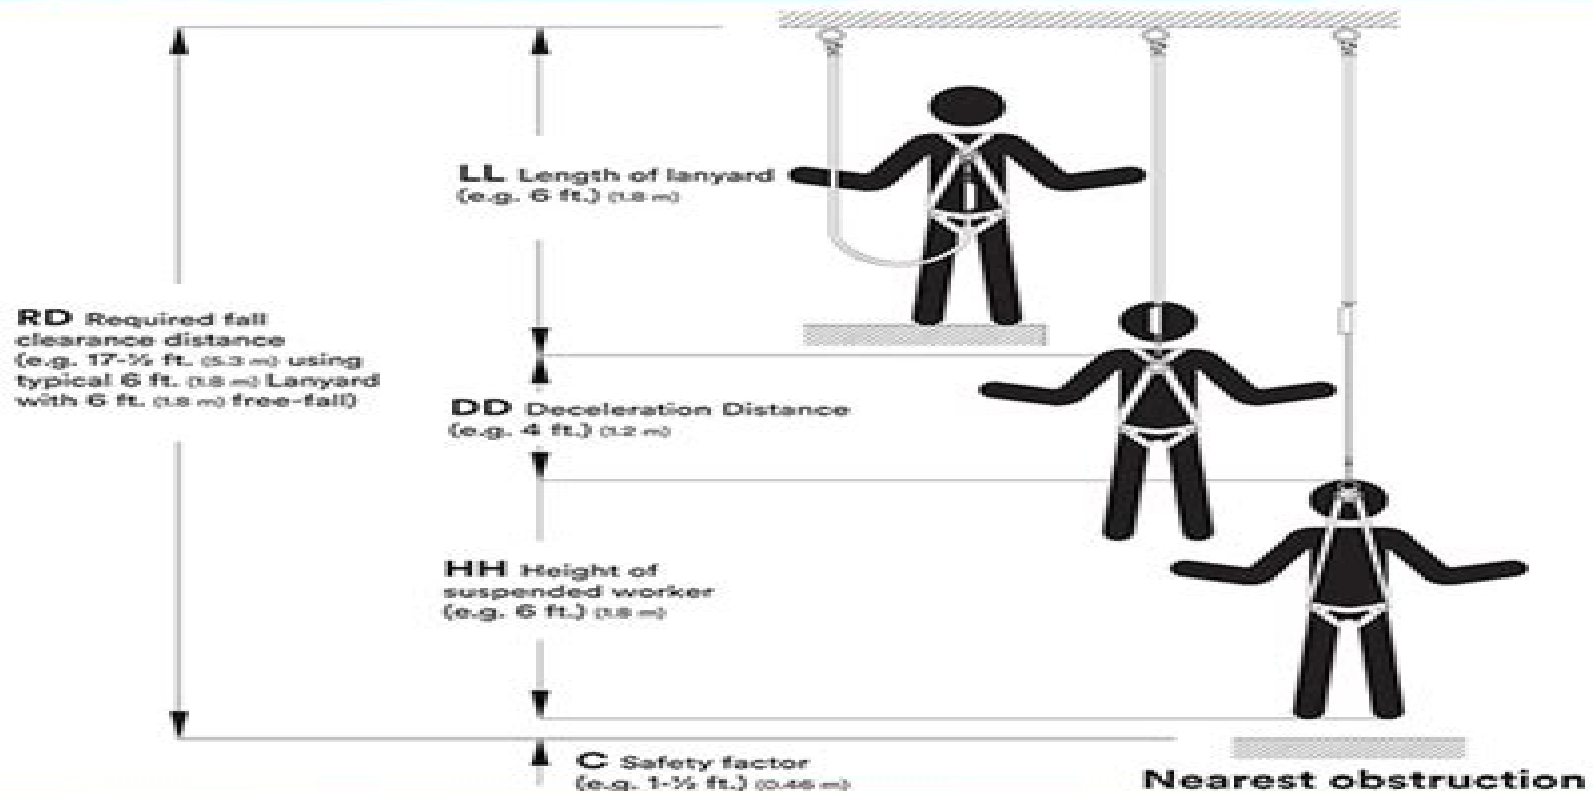 LL Length of lanyard
(e.g. 6 ft.) (1.8 m)
RD Required fall
clearance distance
(e.g. 17-½ ft. (5.3 m) using
typical 6 ft. (1.8 m) Lanyard
with 6 ft. (1.8 m) free-fall)
DD Deceleration Distance
(e.g. 4 ft.) (1.2 m)
HH Height of
suspended worker
(e.g. 6 ft.) (1.8 m)
C Safety factor
(e.g. 1-½ ft.) (0.46 m)
Nearest obstruction